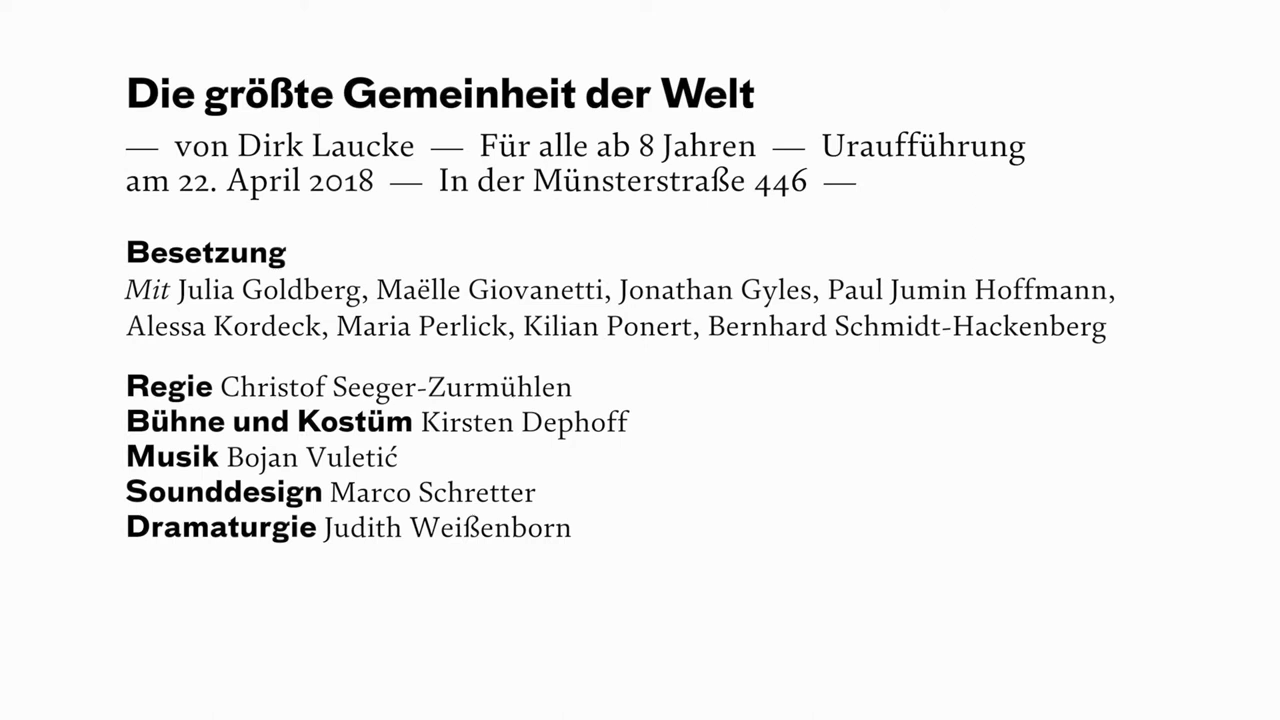 Die größte Gemeinheit der Welt
— von Dirk Laucke — Für alle ab 8 Jahren — Uraufführung
am 22. April 2018 — In der Münsterstraße 446 —
Besetzung
Mit Julia Goldberg, Maëlle Giovanetti, Jonathan Gyles, Paul Jumin Hoffmann,
Alessa Kordeck, Maria Perlick, Kilian Ponert, Bernhard Schmidt-Hackenberg
Regie Christof Seeger-Zurmühlen
Bühne und Kostüm Kirsten Dephoff
Musik Bojan Vuletić
Sounddesign Marco Schretter
Dramaturgie Judith Weißenborn